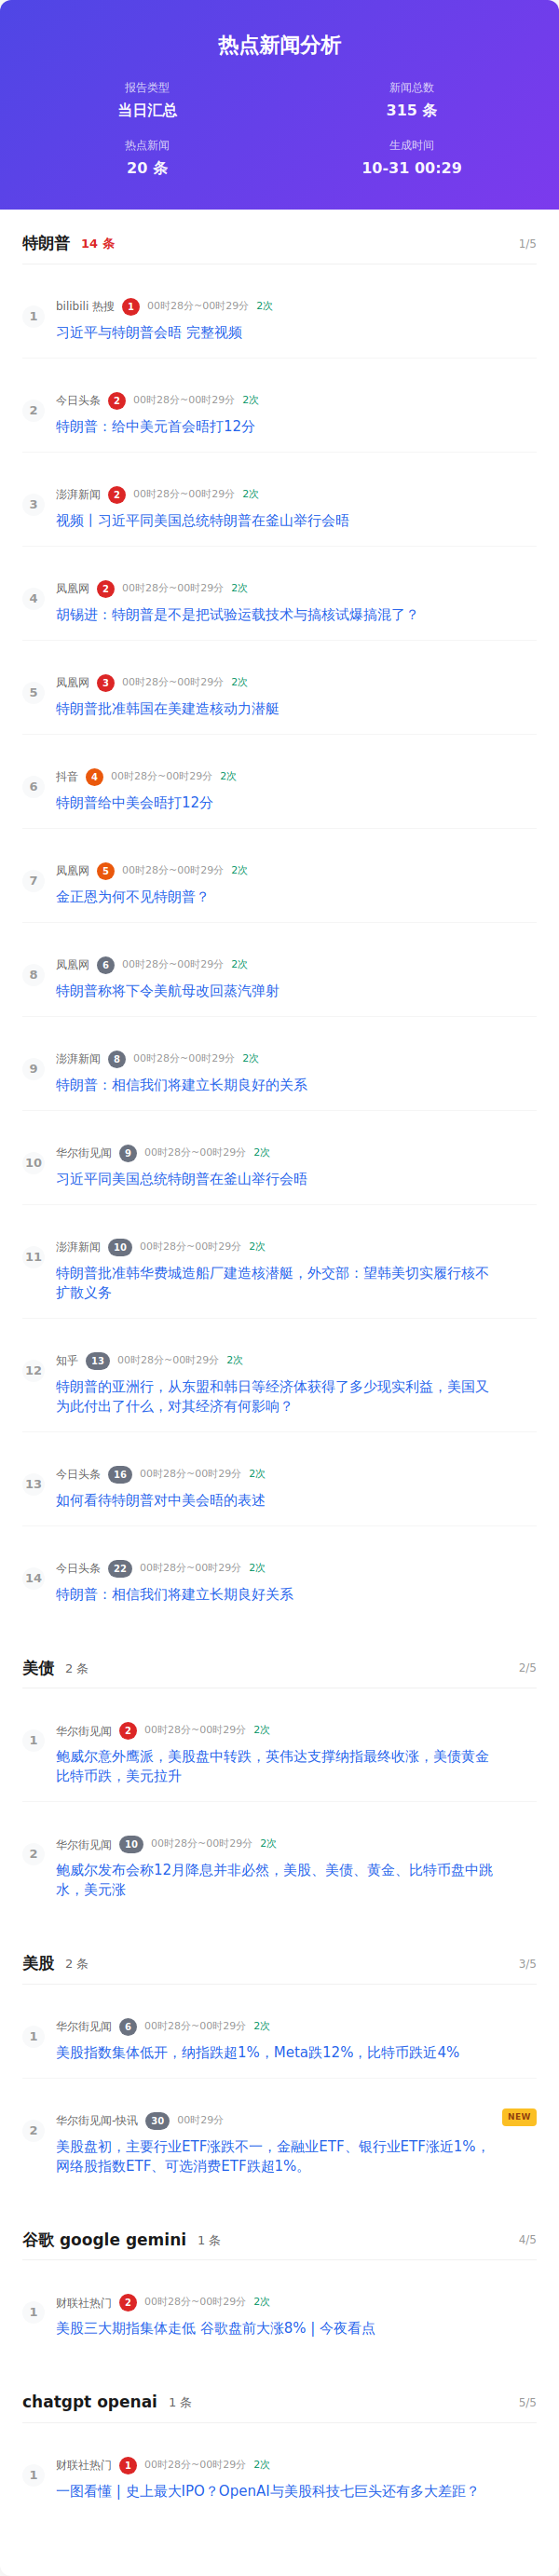 热点新闻分析
报告类型
当日汇总
新闻总数
315 条
热点新闻
20 条
生成时间
10-31 00:29
特朗普 14 条 1/5
1
bilibili 热搜 1 00时28分~00时29分 2次
习近平与特朗普会晤 完整视频
2
今日头条 2 00时28分~00时29分 2次
特朗普：给中美元首会晤打12分
3
澎湃新闻 2 00时28分~00时29分 2次
视频丨习近平同美国总统特朗普在釜山举行会晤
4
凤凰网 2 00时28分~00时29分 2次
胡锡进：特朗普是不是把试验运载技术与搞核试爆搞混了？
5
凤凰网 3 00时28分~00时29分 2次
特朗普批准韩国在美建造核动力潜艇
6
抖音 4 00时28分~00时29分 2次
特朗普给中美会晤打12分
7
凤凰网 5 00时28分~00时29分 2次
金正恩为何不见特朗普？
8
凤凰网 6 00时28分~00时29分 2次
特朗普称将下令美航母改回蒸汽弹射
9
澎湃新闻 8 00时28分~00时29分 2次
特朗普：相信我们将建立长期良好的关系
10
华尔街见闻 9 00时28分~00时29分 2次
习近平同美国总统特朗普在釜山举行会晤
11
澎湃新闻 10 00时28分~00时29分 2次
特朗普批准韩华费城造船厂建造核潜艇，外交部：望韩美切实履行核不
扩散义务
12
知乎 13 00时28分~00时29分 2次
特朗普的亚洲行，从东盟和韩日等经济体获得了多少现实利益，美国又
为此付出了什么，对其经济有何影响？
13
今日头条 16 00时28分~00时29分 2次
如何看待特朗普对中美会晤的表述
14
今日头条 22 00时28分~00时29分 2次
特朗普：相信我们将建立长期良好关系
美债 2 条 2/5
1
华尔街见闻 2 00时28分~00时29分 2次
鲍威尔意外鹰派，美股盘中转跌，英伟达支撑纳指最终收涨，美债黄金
比特币跌，美元拉升
2
华尔街见闻 10 00时28分~00时29分 2次
鲍威尔发布会称12月降息并非必然，美股、美债、黄金、比特币盘中跳
水，美元涨
美股 2 条 3/5
1
华尔街见闻 6 00时28分~00时29分 2次
美股指数集体低开，纳指跌超1%，Meta跌12%，比特币跌近4%
2
华尔街见闻-快讯 30 00时29分 NEW
美股盘初，主要行业ETF涨跌不一，金融业ETF、银行业ETF涨近1%，
网络股指数ETF、可选消费ETF跌超1%。
谷歌 google gemini 1 条 4/5
1
财联社热门 2 00时28分~00时29分 2次
美股三大期指集体走低 谷歌盘前大涨8% | 今夜看点
chatgpt openai 1 条 5/5
1
财联社热门 1 00时28分~00时29分 2次
一图看懂 | 史上最大IPO？OpenAI与美股科技七巨头还有多大差距？